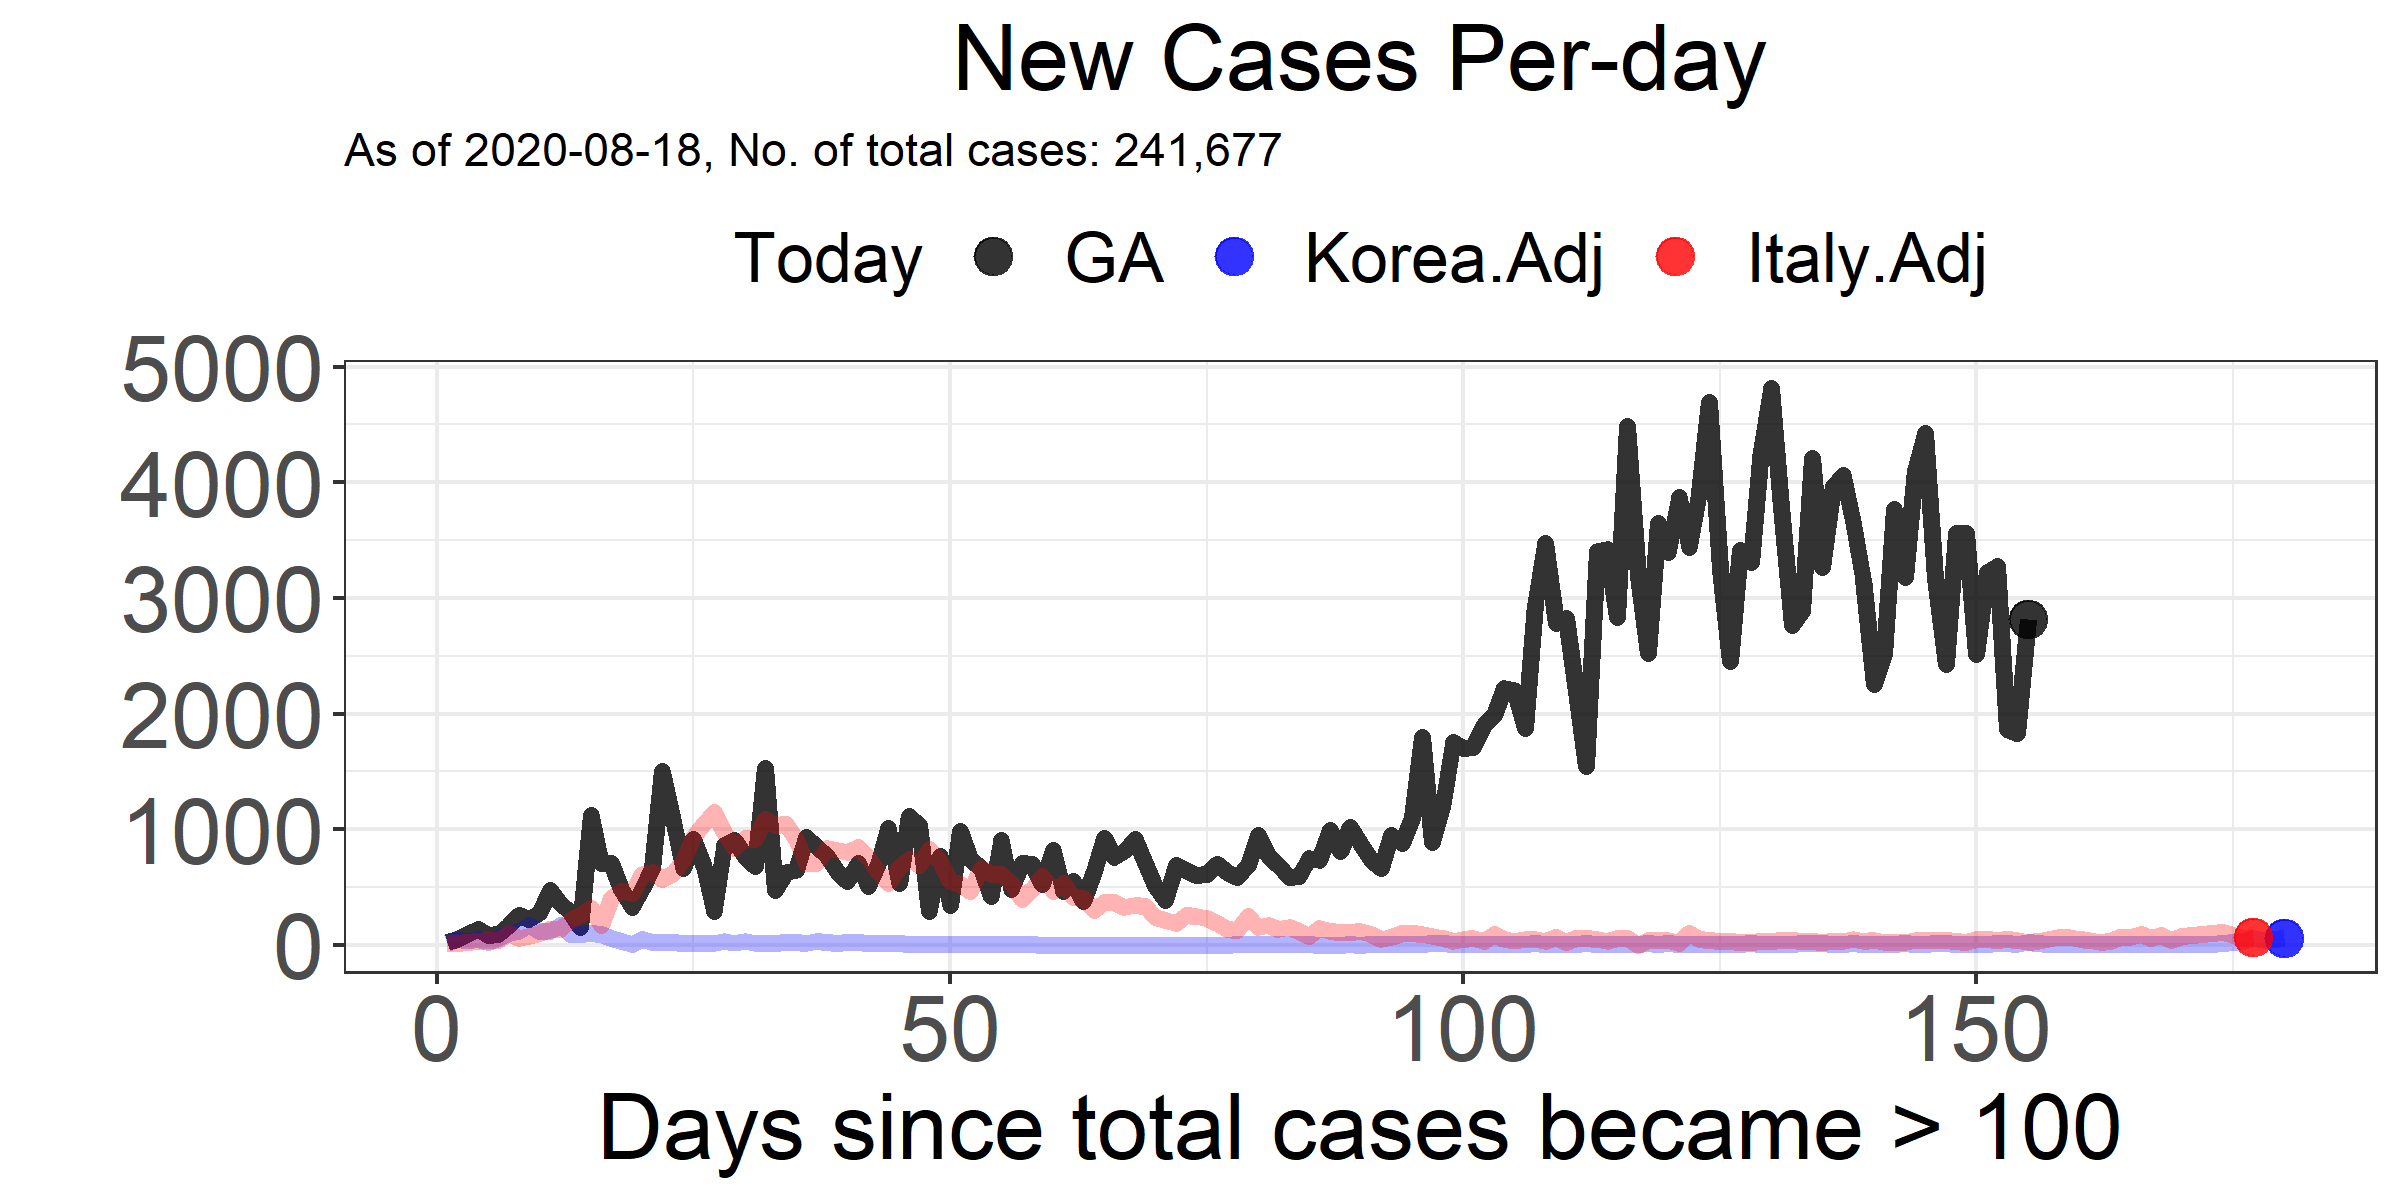 New Cases Per-day
As of 2020-08-18, No. of total cases: 241,677
Today GA Korea.Adj Italy.Adj
5000
4000
3000
2000
1000
0
0 50 100 150
Days since total cases became > 100